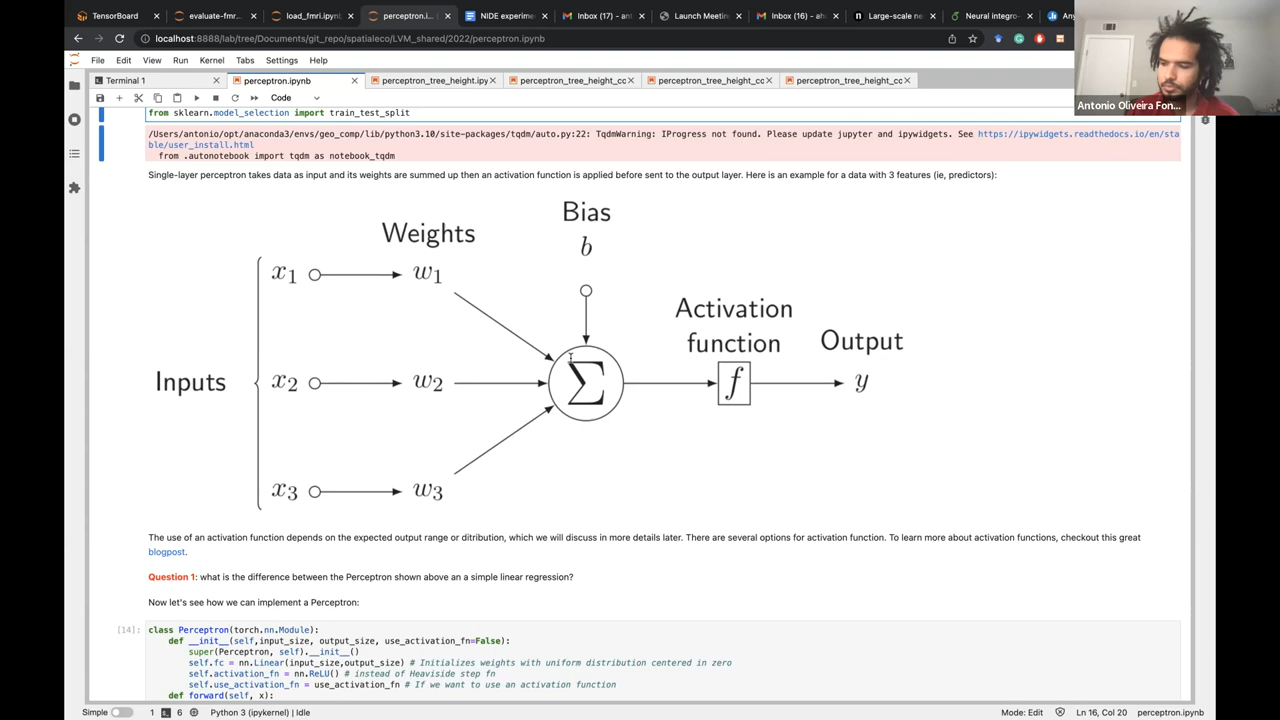 TensorBoard
evaluate-fmr...
load_fmri.ipynb
perceptron.i...
NIDE experime
Inbox (17) - an
Launch Meetin
Inbox (16) - ah
Large-scale ne
Neural integro-
Any
localhost:8888/lab/tree/Documents/git_repo/spatialeco/LVM_shared/2022/perceptron.ipynb
File Edit View Run Kernel Tabs Settings Help
Terminal 1
perceptron.ipynb
perceptron_tree_height.ipy
perceptron_tree_height_cc
perceptron_tree_height_cc
perceptron_tree_height_cc
Code
Antonio Oliveira Fon...
from sklearn.model_selection import train_test_split
/Users/antonio/opt/anaconda3/envs/geo_comp/lib/python3.10/site-packages/tqdm/auto.py:22: TqdmWarning: IProgress not found. Please update jupyter and ipywidgets. See https://ipywidgets.readthedocs.io/en/sta
ble/user_install.html
from .autonotebook import tqdm as notebook_tqdm
Single-layer perceptron takes data as input and its weights are summed up then an activation function is applied before sent to the output layer. Here is an example for a data with 3 features (ie, predictors):
Bias
b
Weights
x1 w1
Activation
function
Output
Inputs
x2 w2
Σ
f
y
x3 w3
The use of an activation function depends on the expected output range or ditribution, which we will discuss in more details later. There are several options for activation function. To learn more about activation functions, checkout this great
blogpost.
Question 1: what is the difference between the Perceptron shown above an a simple linear regression?
Now let's see how we can implement a Perceptron:
[14]: class Perceptron(torch.nn.Module):
def __init__(self,input_size, output_size, use_activation_fn=False):
super(Perceptron, self).__init__()
self.fc = nn.Linear(input_size,output_size) # Initializes weights with uniform distribution centered in zero
self.activation_fn = nn.ReLU() # instead of Heaviside step fn
self.use_activation_fn = use_activation_fn # If we want to use an activation function
def forward(self, x):
Simple 1 6 Python 3 (ipykernel) | Idle
Mode: Edit Ln 16, Col 20 perceptron.ipynb